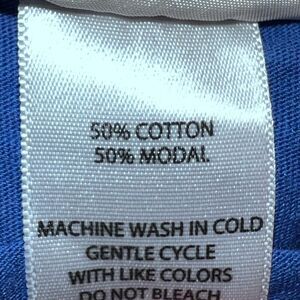 50% COTTON
50% MODAL
MACHINE WASH IN COLD
GENTLE CYCLE
WITH LIKE COLORS
DO NOT BLEACH